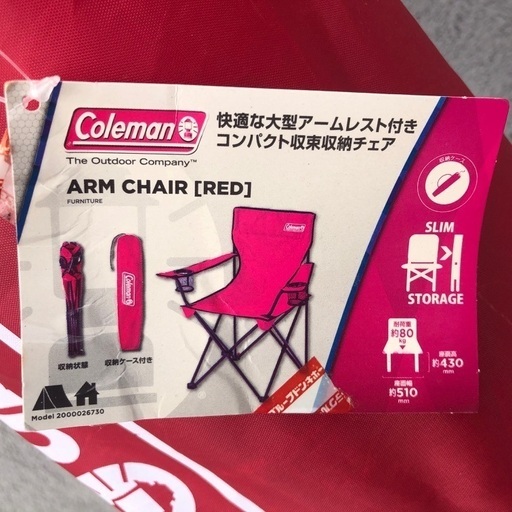 Coleman
The Outdoor Company™
快適な大型アームレスト付き
コンパクト収束収納チェア
ARM CHAIR [RED]
FURNITURE
収納ケース
SLIM
STORAGE
Coleman
Coleman
収納状態
収納ケース付き
耐荷重
約80
kg
座面高
約430
mm
座面幅
約510
mm
Model 2000026730